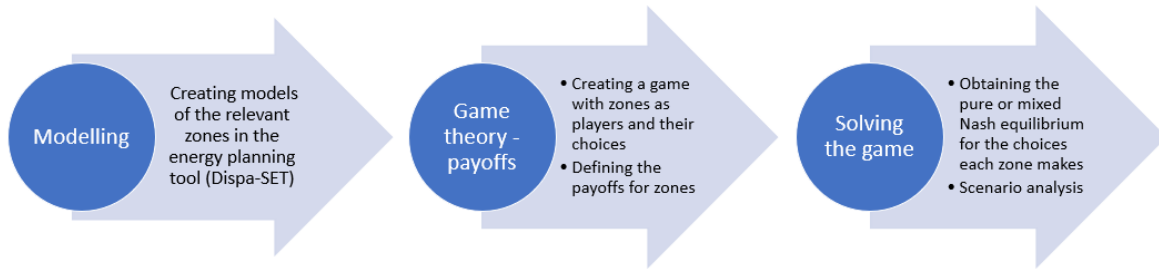 Modelling
Creating models
of the relevant
zones in the
energy planning
tool (Dispa-SET)
Game
theory -
payoffs
• Creating a game
with zones as
players and their
choices
• Defining the
payoffs for zones
Solving
the game
• Obtaining the
pure or mixed
Nash equilibrium
for the choices
each zone makes
• Scenario analysis